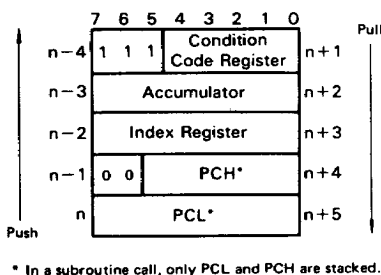 7 6 5 4 3 2 1 0
Pull
n−4 1 1 1 Condition Code Register n+1
n−3 Accumulator n+2
n−2 Index Register n+3
n−1 0 0 PCH* n+4
n PCL* n+5
Push
* In a subroutine call, only PCL and PCH are stacked.